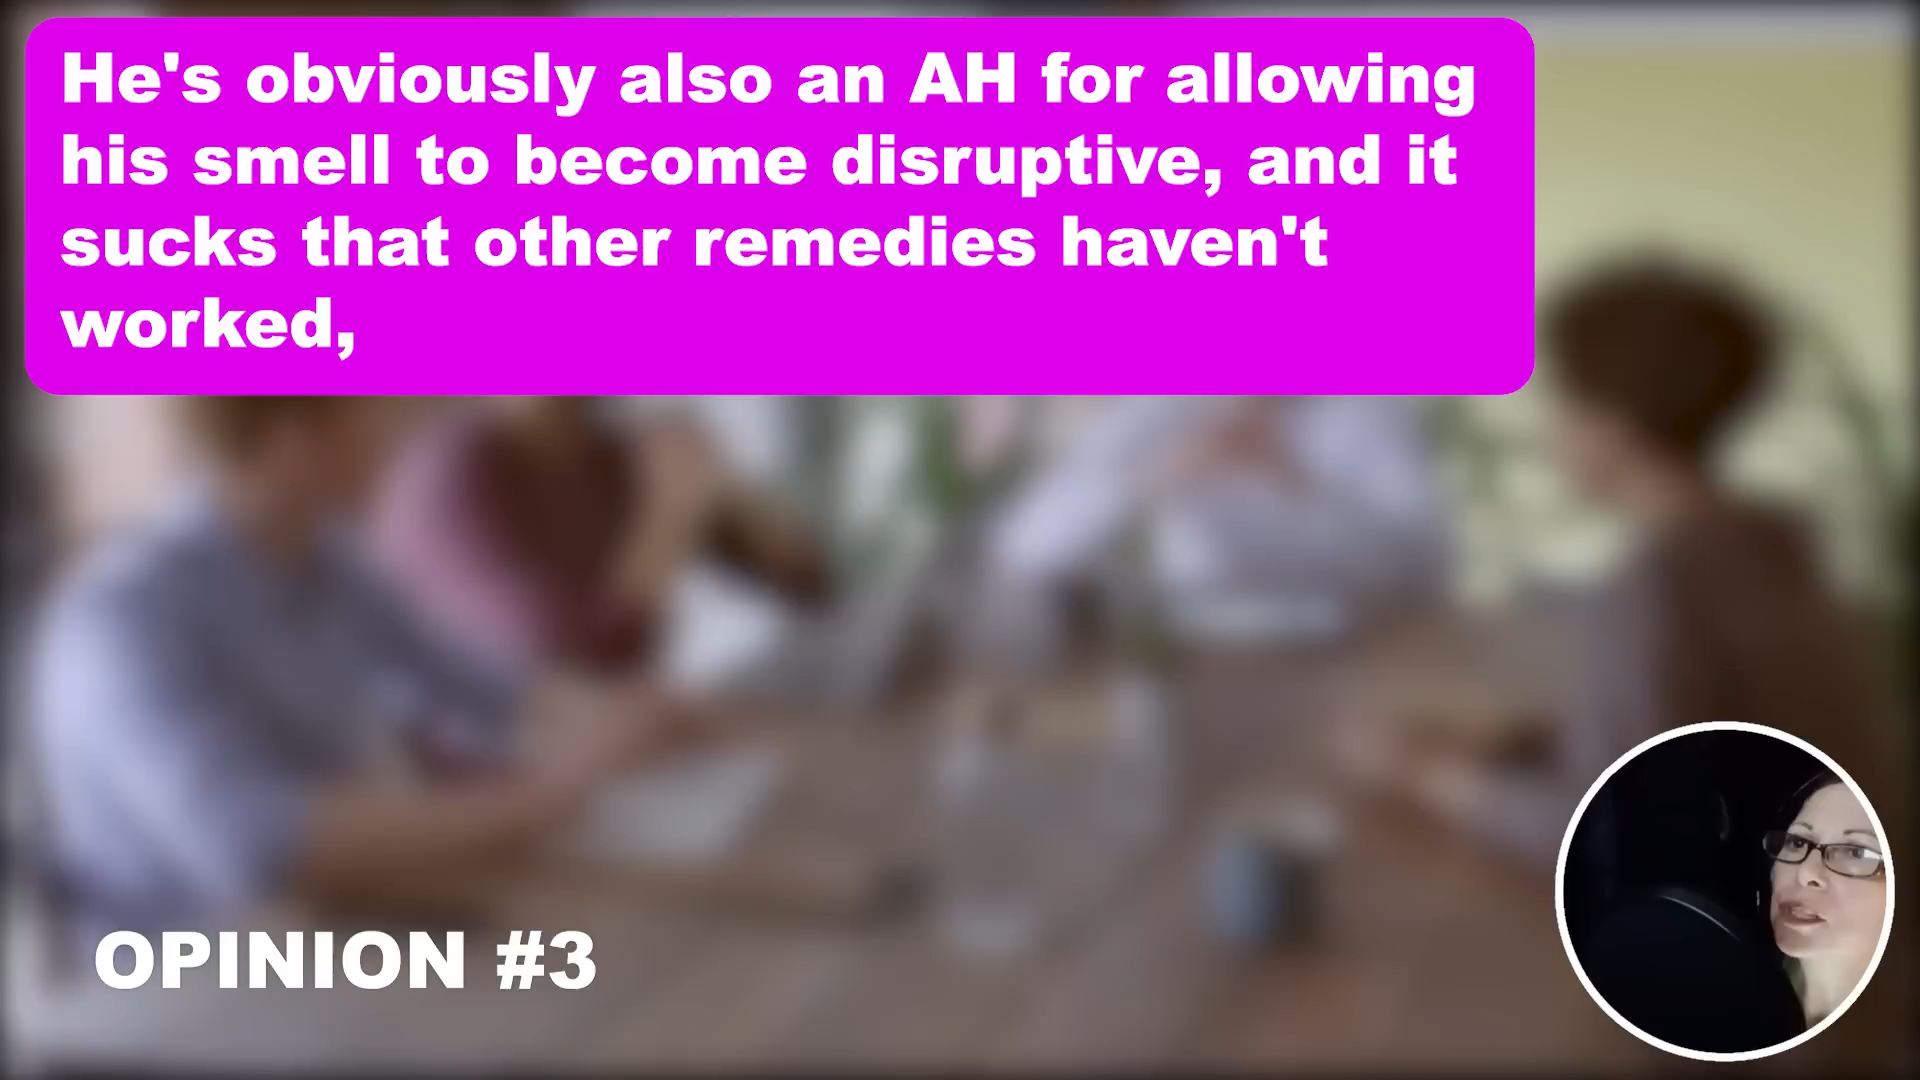 He's obviously also an AH for allowing
his smell to become disruptive, and it
sucks that other remedies haven't
worked,
OPINION #3